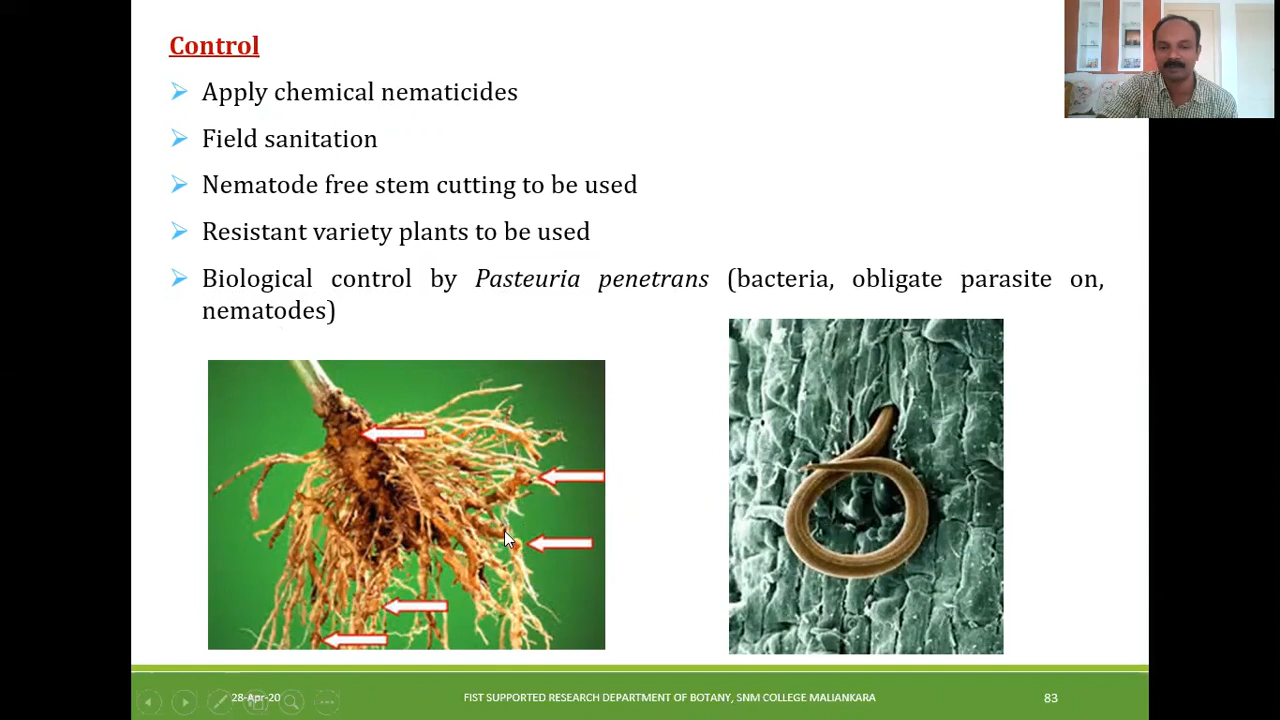 Control
Apply chemical nematicides
Field sanitation
Nematode free stem cutting to be used
Resistant variety plants to be used
Biological control by Pasteuria penetrans (bacteria, obligate parasite on,
nematodes)
28-Apr-20 FIST SUPPORTED RESEARCH DEPARTMENT OF BOTANY, SNM COLLEGE MALIANKARA 83